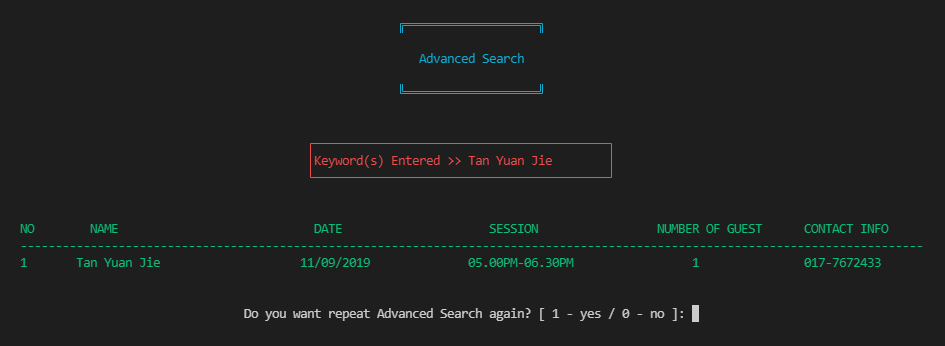 Advanced Search
Keyword(s) Entered >> Tan Yuan Jie
NO NAME DATE SESSION NUMBER OF GUEST CONTACT INFO
1 Tan Yuan Jie 11/09/2019 05.00PM-06.30PM 1 017-7672433
Do you want repeat Advanced Search again? [ 1 - yes / 0 - no ]: